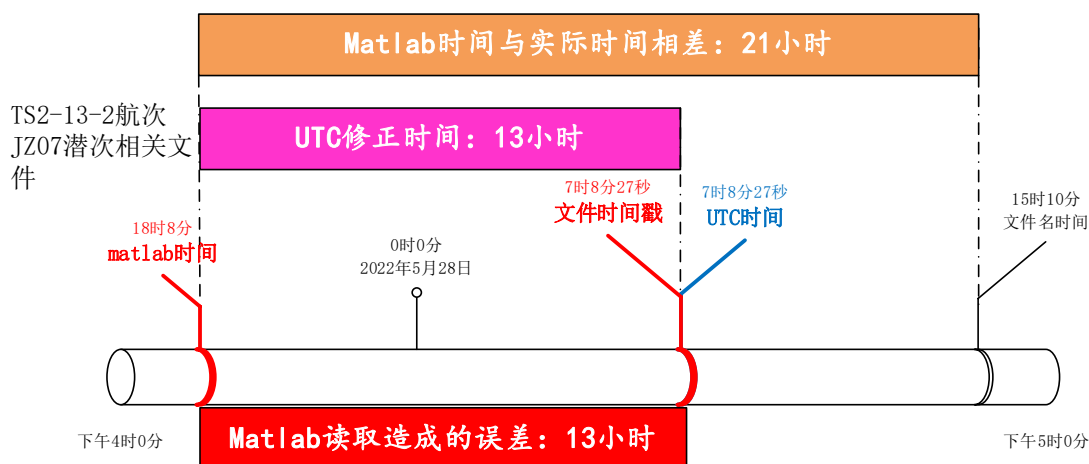 Matlab时间与实际时间相差：21小时
TS2-13-2航次
JZ07潜次相关文
件
UTC修正时间：13小时
7时8分27秒
文件时间戳
7时8分27秒
UTC时间
15时10分
文件名时间
18时8分
matlab时间
0时0分
2022年5月28日
下午4时0分
Matlab读取造成的误差：13小时
下午5时0分